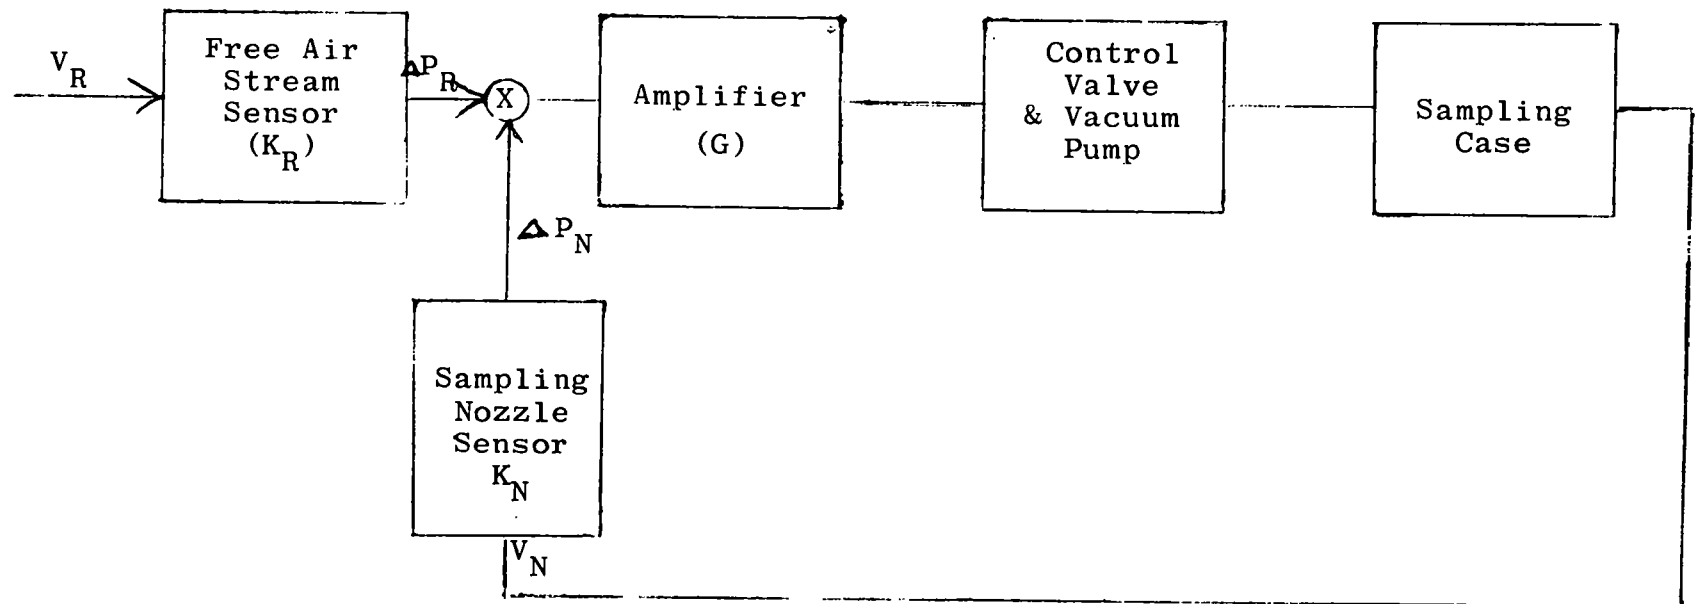 V_R
Free Air
Stream
Sensor
(K_R)
ΔP_R
X
Amplifier
(G)
Control
Valve
& Vacuum
Pump
Sampling
Case
Δ P_N
Sampling
Nozzle
Sensor
K_N
V_N